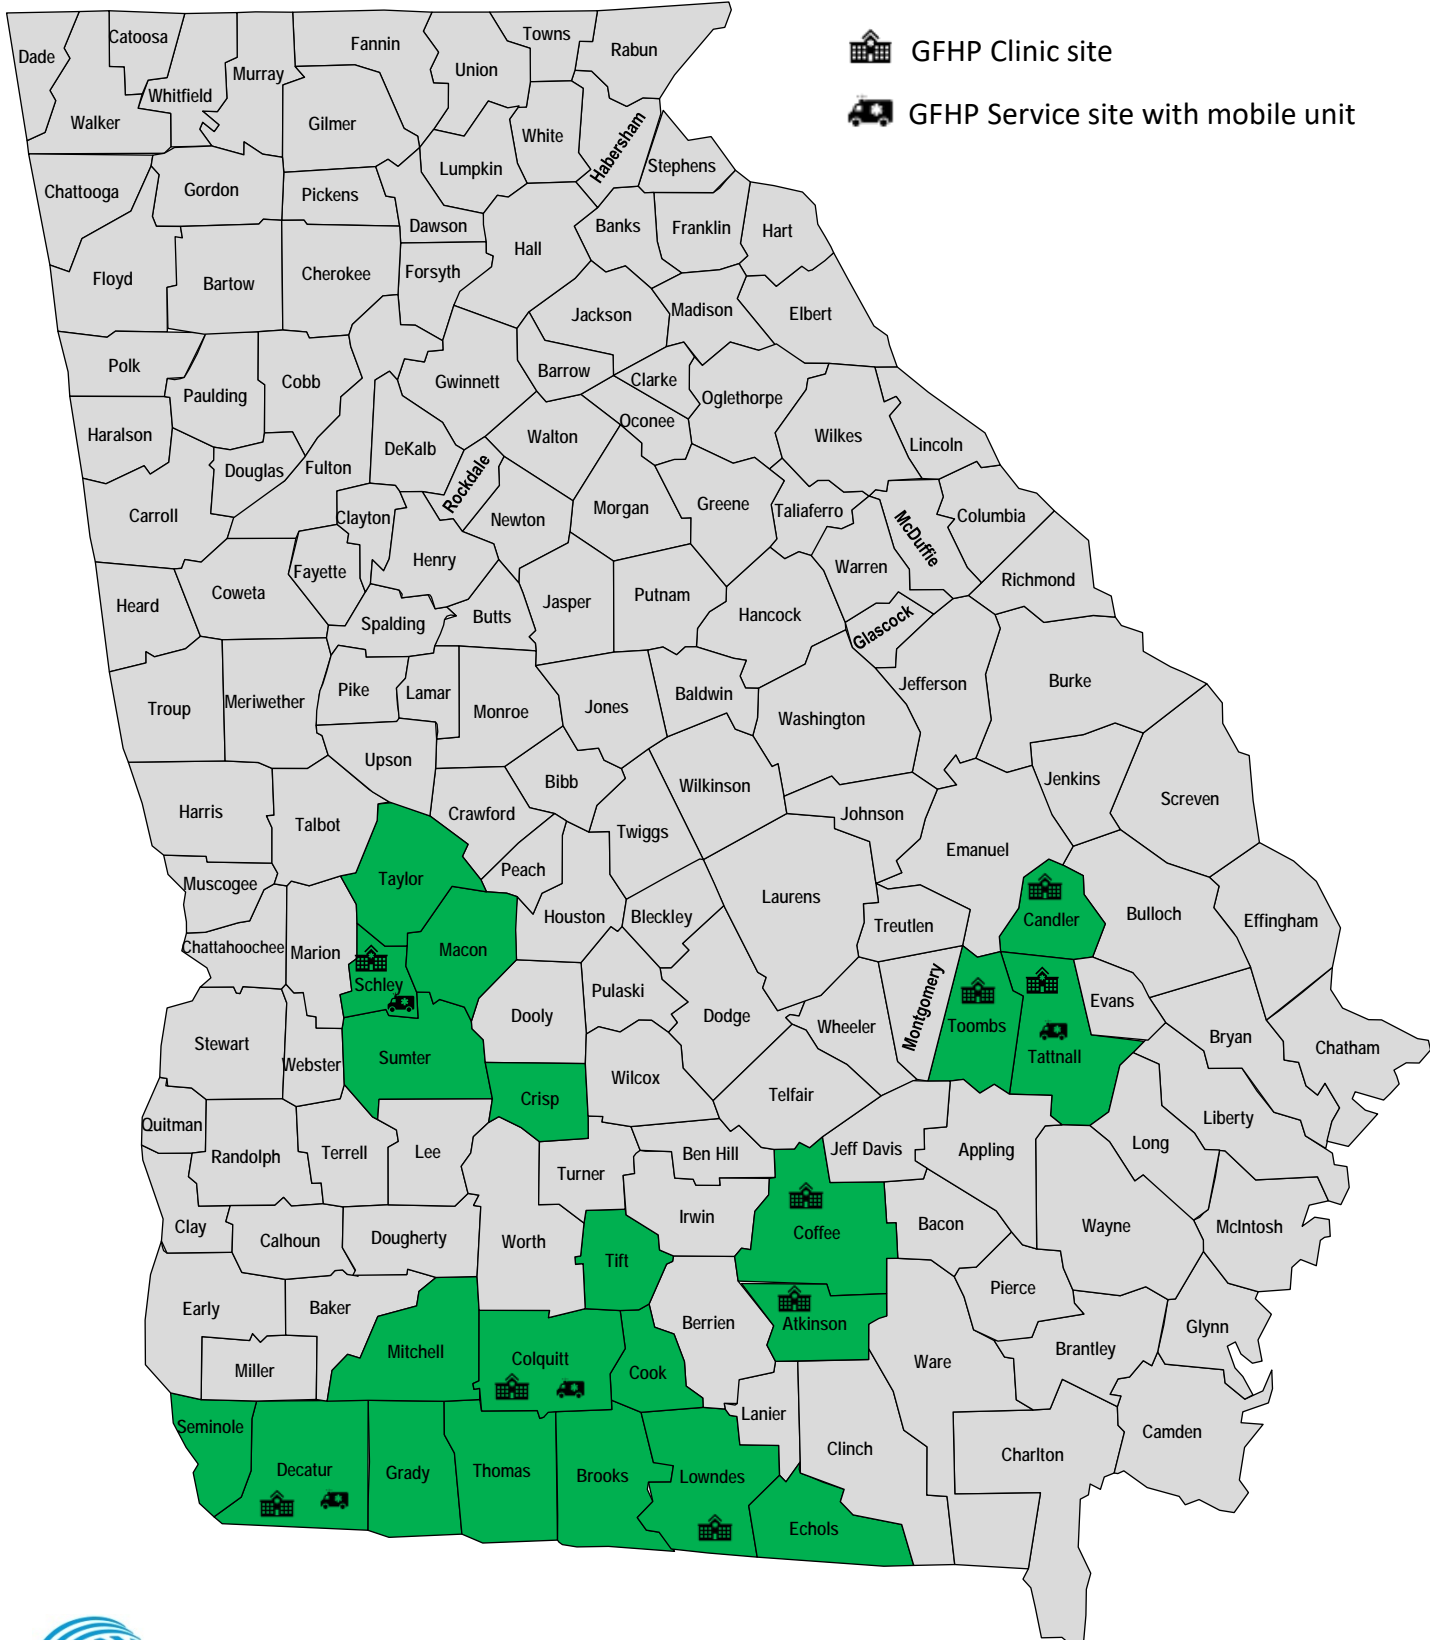 GFHP Clinic site
GFHP Service site with mobile unit
Dade
Catoosa
Whitfield
Walker
Murray
Fannin
Gilmer
Union
Towns
Rabun
White
Habersham
Stephens
Lumpkin
Chattooga
Gordon
Pickens
Dawson
Hall
Banks
Franklin
Hart
Floyd
Bartow
Cherokee
Forsyth
Jackson
Madison
Elbert
Polk
Paulding
Cobb
Gwinnett
Barrow
Clarke
Oglethorpe
Oconee
Wilkes
Lincoln
Haralson
Douglas
Fulton
DeKalb
Rockdale
Walton
Carroll
Clayton
Newton
Morgan
Greene
Taliaferro
McDuffie
Columbia
Richmond
Warren
Glascock
Heard
Coweta
Fayette
Henry
Spalding
Butts
Jasper
Putnam
Hancock
Troup
Meriwether
Pike
Lamar
Monroe
Jones
Baldwin
Washington
Jefferson
Burke
Upson
Bibb
Wilkinson
Jenkins
Screven
Harris
Talbot
Crawford
Twiggs
Johnson
Emanuel
Muscogee
Taylor
Peach
Houston
Bleckley
Laurens
Treutlen
Candler
Bulloch
Effingham
Chattahoochee
Marion
Schley
Macon
Dooly
Pulaski
Dodge
Wheeler
Montgomery
Toombs
Tattnall
Evans
Bryan
Chatham
Stewart
Webster
Sumter
Crisp
Wilcox
Telfair
Liberty
Quitman
Randolph
Terrell
Lee
Turner
Ben Hill
Jeff Davis
Appling
Long
Clay
Calhoun
Dougherty
Worth
Tift
Irwin
Coffee
Bacon
Wayne
McIntosh
Early
Baker
Miller
Mitchell
Colquitt
Cook
Berrien
Atkinson
Pierce
Ware
Brantley
Glynn
Seminole
Decatur
Grady
Thomas
Brooks
Lowndes
Lanier
Clinch
Echols
Charlton
Camden